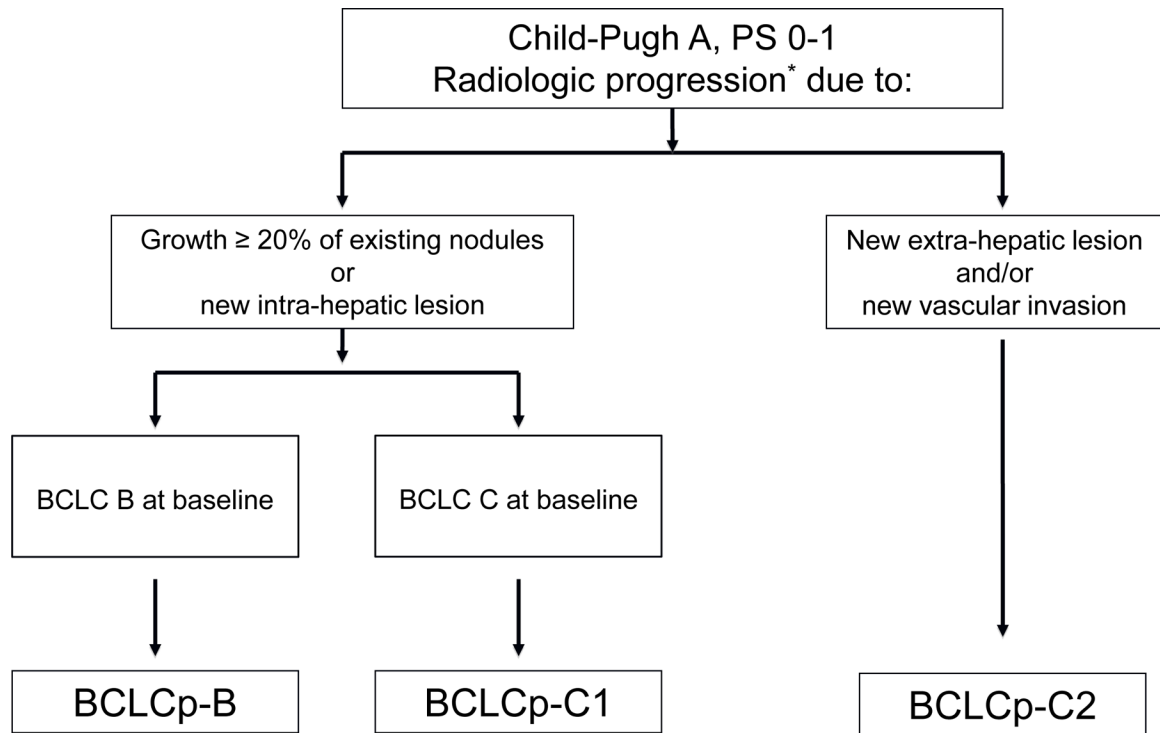 Child-Pugh A, PS 0-1
Radiologic progression* due to:
Growth ≥ 20% of existing nodules
or
new intra-hepatic lesion
New extra-hepatic lesion
and/or
new vascular invasion
BCLC B at baseline
BCLC C at baseline
BCLCp-B
BCLCp-C1
BCLCp-C2